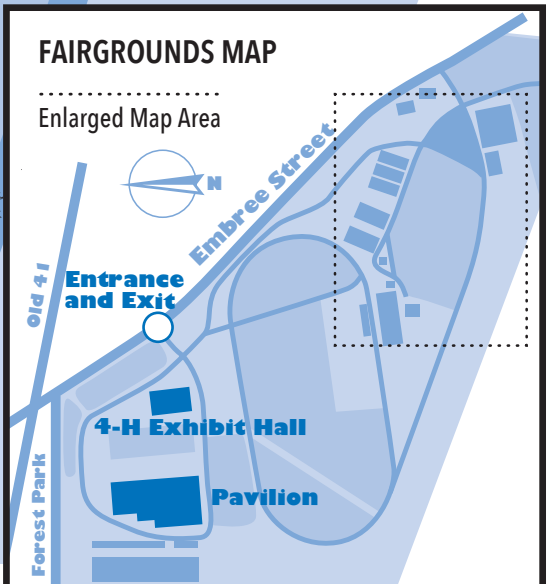 FAIRGROUNDS MAP
Enlarged Map Area
N
Embree Street
Old 41
Entrance
and Exit
4-H Exhibit Hall
Pavilion
Forest Park